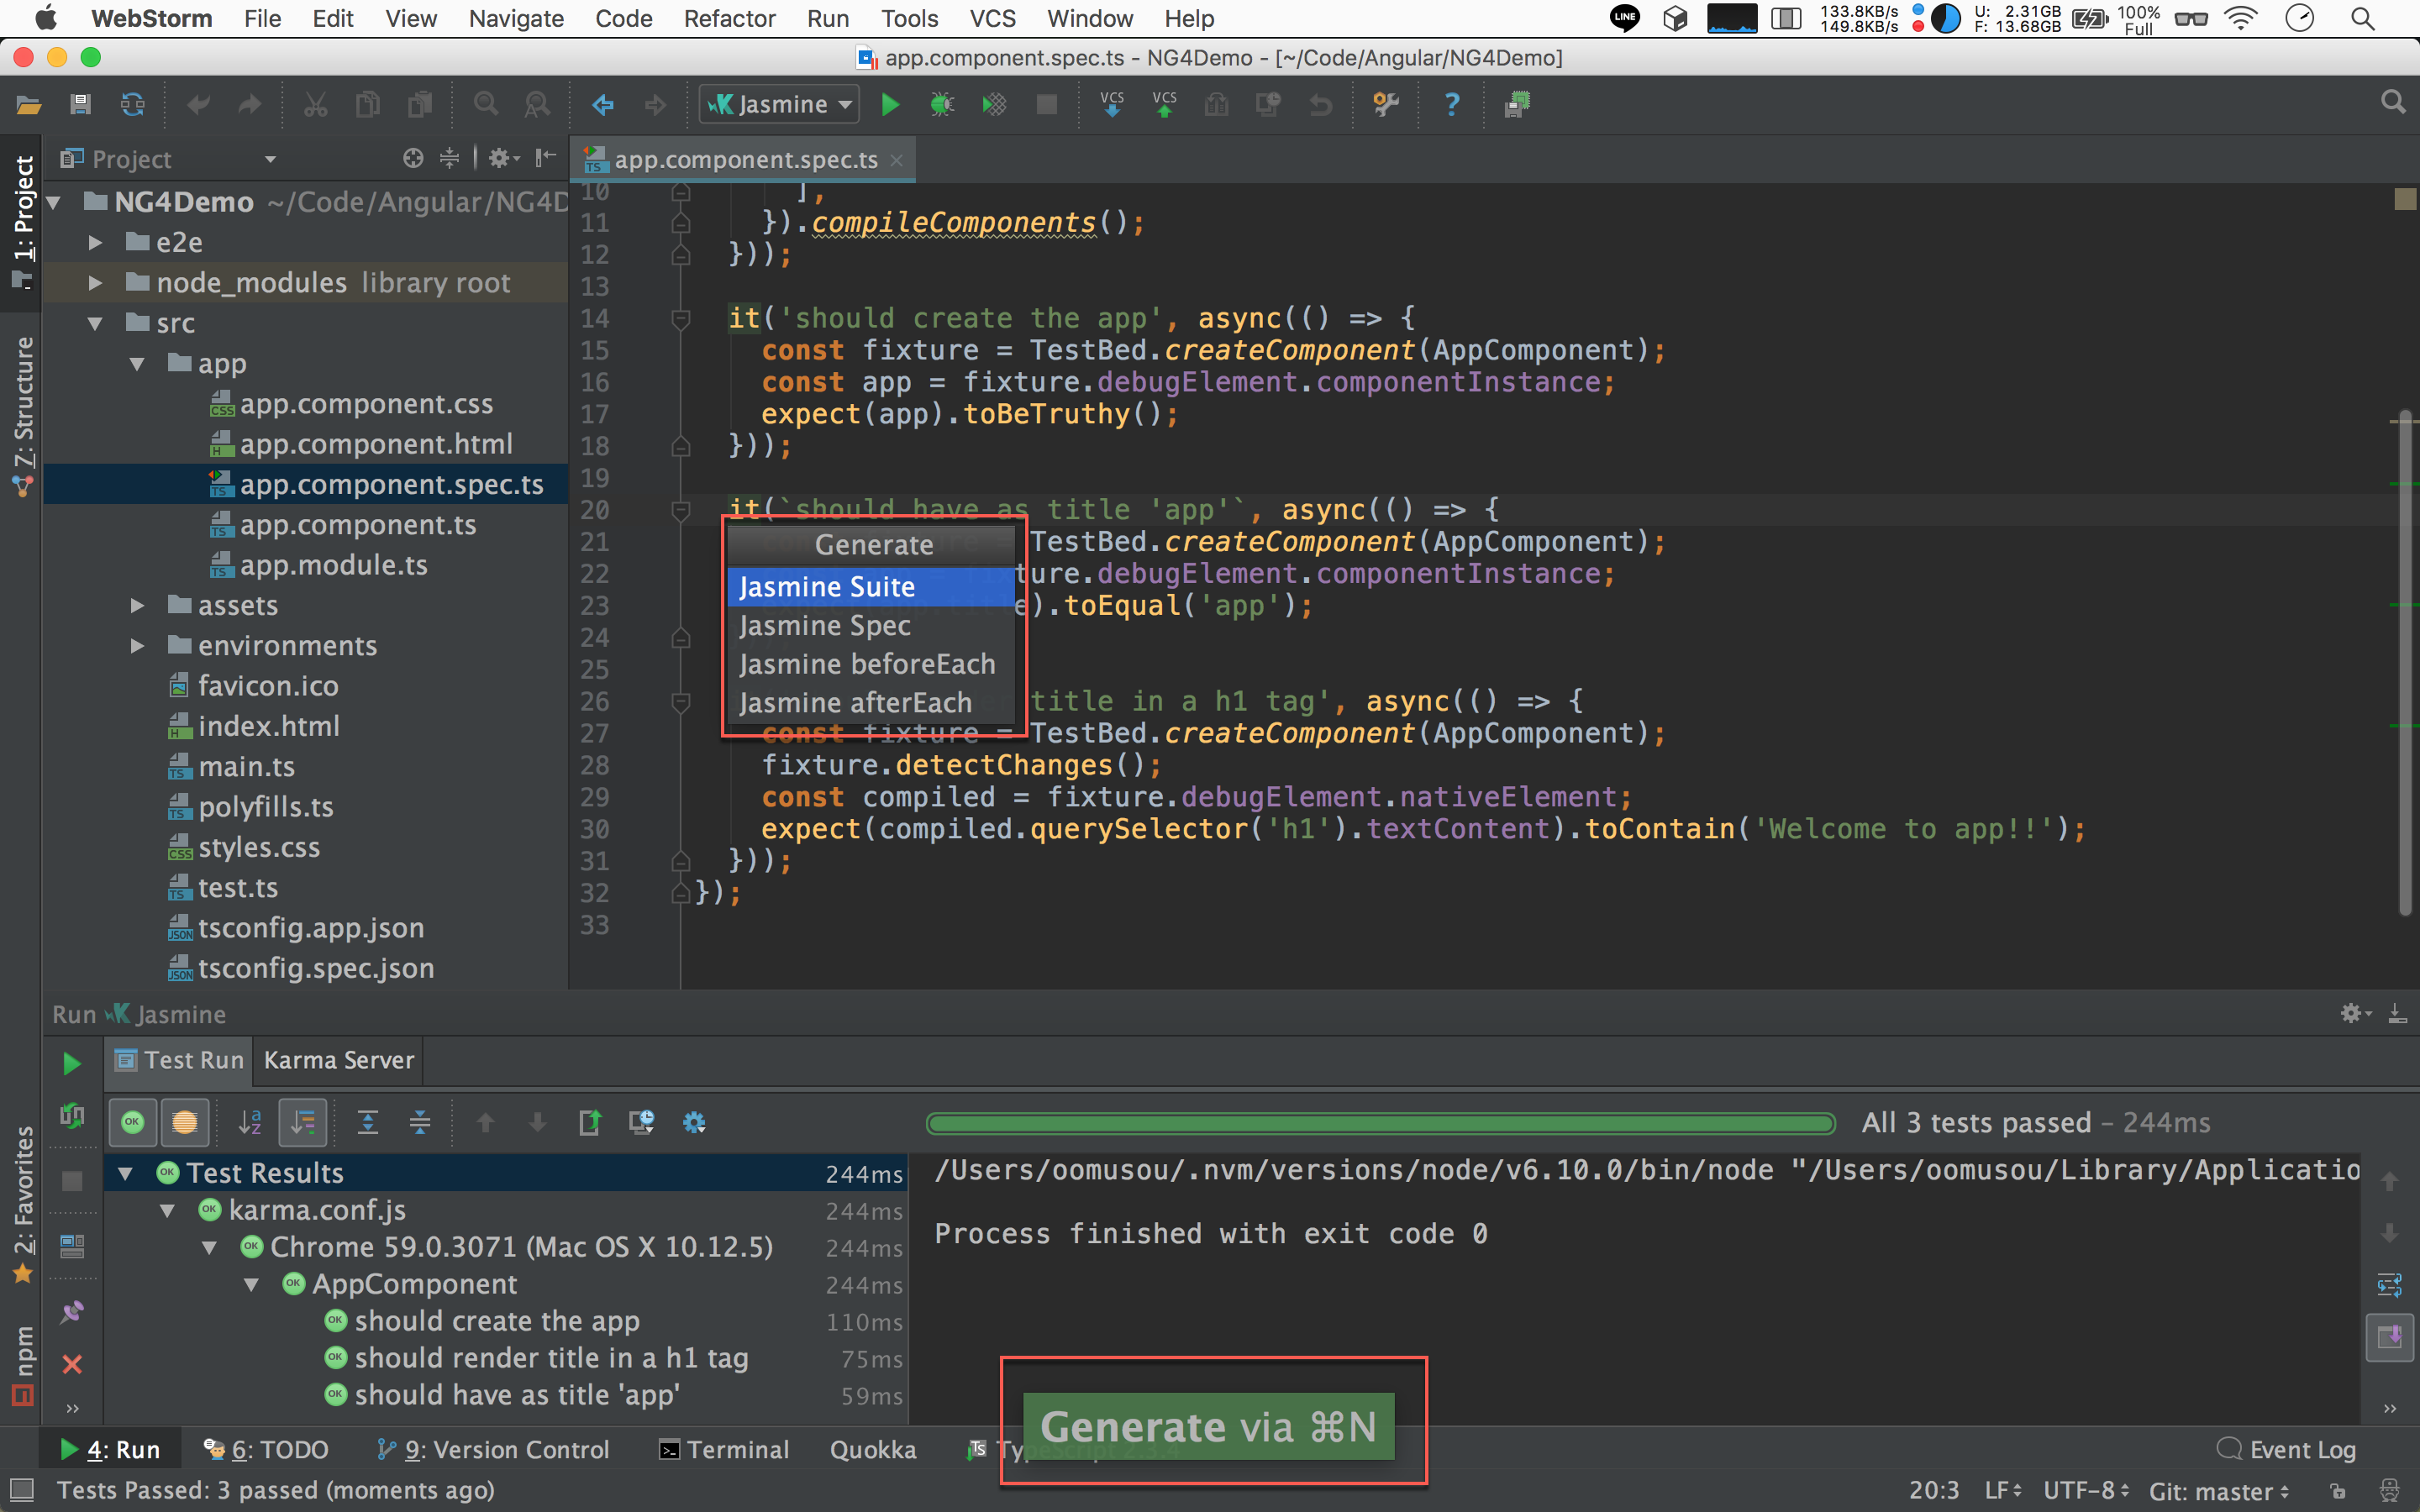 WebStorm File Edit View Navigate Code Refactor Run Tools VCS Window Help
LINE 133.8KB/s 149.8KB/s U: 2.31GB F: 13.68GB 100% Full
app.component.spec.ts - NG4Demo - [~/Code/Angular/NG4Demo]
Jasmine VCS VCS ?
1: Project
Z: Structure
2: Favorites
npm
Project
NG4Demo ~/Code/Angular/NG4D
e2e
node_modules library root
src
app
app.component.css
app.component.html
app.component.spec.ts
app.component.ts
app.module.ts
assets
environments
favicon.ico
index.html
main.ts
polyfills.ts
styles.css
test.ts
tsconfig.app.json
tsconfig.spec.json
app.component.spec.ts
10 ],
11 }).compileComponents();
12 }));
13
14 it('should create the app', async(() => {
15 const fixture = TestBed.createComponent(AppComponent);
16 const app = fixture.debugElement.componentInstance;
17 expect(app).toBeTruthy();
18 }));
19
20 it(`should have as title 'app'`, async(() => {
21 = TestBed.createComponent(AppComponent);
22 ture.debugElement.componentInstance;
23 ).toEqual('app');
24
25
26 title in a h1 tag', async(() => {
27 const fixture = TestBed.createComponent(AppComponent);
28 fixture.detectChanges();
29 const compiled = fixture.debugElement.nativeElement;
30 expect(compiled.querySelector('h1').textContent).toContain('Welcome to app!!');
31 }));
32 });
33
Generate
Jasmine Suite
Jasmine Spec
Jasmine beforeEach
Jasmine afterEach
Run Jasmine
Test Run Karma Server
All 3 tests passed – 244ms
Test Results 244ms
karma.conf.js 244ms
Chrome 59.0.3071 (Mac OS X 10.12.5) 244ms
AppComponent 244ms
should create the app 110ms
should render title in a h1 tag 75ms
should have as title 'app' 59ms
/Users/oomusou/.nvm/versions/node/v6.10.0/bin/node "/Users/oomusou/Library/Applicatio
Process finished with exit code 0
Generate via ⌘N
4: Run 6: TODO 9: Version Control Terminal Quokka TypeScript 2.3.4 Event Log
Tests Passed: 3 passed (moments ago) 20:3 LF UTF-8 Git: master